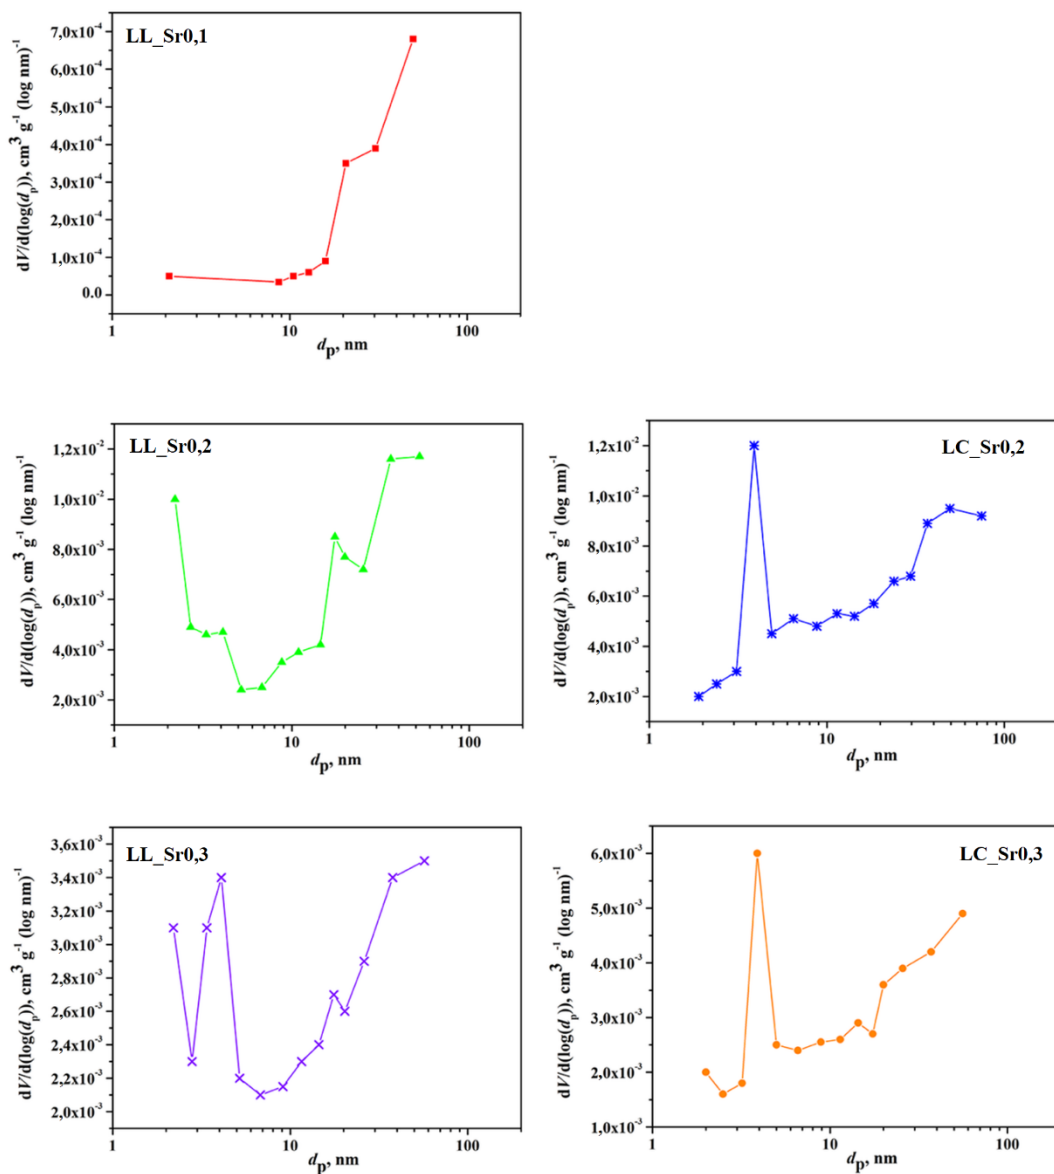 LL_Sr0,1
dV/d(log(dₚ)), cm³ g⁻¹ (log nm)⁻¹
7,0x10⁻⁴
6,0x10⁻⁴
5,0x10⁻⁴
4,0x10⁻⁴
3,0x10⁻⁴
2,0x10⁻⁴
1,0x10⁻⁴
0.0
1 10 100
dₚ, nm
LL_Sr0,2
dV/d(log(dₚ)), cm³ g⁻¹ (log nm)⁻¹
1,2x10⁻²
1,0x10⁻²
8,0x10⁻³
6,0x10⁻³
4,0x10⁻³
2,0x10⁻³
1 10 100
dₚ, nm
LC_Sr0,2
dV/d(log(dₚ)), cm³ g⁻¹ (log nm)⁻¹
1,2x10⁻²
1,0x10⁻²
8,0x10⁻³
6,0x10⁻³
4,0x10⁻³
2,0x10⁻³
1 10 100
dₚ, nm
LL_Sr0,3
dV/d(log(dₚ)), cm³ g⁻¹ (log nm)⁻¹
3,6x10⁻³
3,4x10⁻³
3,2x10⁻³
3,0x10⁻³
2,8x10⁻³
2,6x10⁻³
2,4x10⁻³
2,2x10⁻³
2,0x10⁻³
1 10 100
dₚ, nm
LC_Sr0,3
dV/d(log(dₚ)), cm³ g⁻¹ (log nm)⁻¹
6,0x10⁻³
5,0x10⁻³
4,0x10⁻³
3,0x10⁻³
2,0x10⁻³
1,0x10⁻³
1 10 100
dₚ, nm